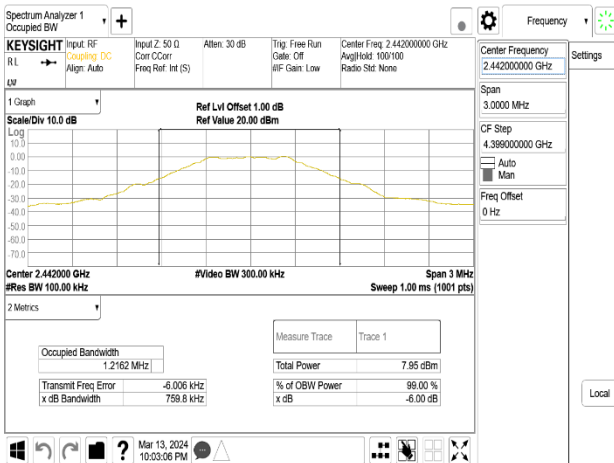 Spectrum Analyzer 1
Occupied BW
Frequency
KEYSIGHT
R L
Input: RF
Coupling: DC
Align: Auto
Input Z: 50 Ω
Corr CCorr
Freq Ref: Int (S)
Atten: 30 dB
Trig: Free Run
Gate: Off
#IF Gain: Low
Center Freq: 2.442000000 GHz
Avg|Hold: 100/100
Radio Std: None
Center Frequency
2.442000000 GHz
Settings
Span
3.0000 MHz
CF Step
4.399000000 GHz
Auto
Man
Freq Offset
0 Hz
Local
1 Graph
Scale/Div 10.0 dB
Ref Lvl Offset 1.00 dB
Ref Value 20.00 dBm
Log
10.0
0.00
-10.0
-20.0
-30.0
-40.0
-50.0
-60.0
-70.0
Center 2.442000 GHz
#Video BW 300.00 kHz
Span 3 MHz
#Res BW 100.00 kHz
Sweep 1.00 ms (1001 pts)
2 Metrics
Measure Trace
Trace 1
Occupied Bandwidth
1.2162 MHz
Total Power
7.95 dBm
Transmit Freq Error
-6.006 kHz
% of OBW Power
99.00 %
x dB Bandwidth
759.8 kHz
x dB
-6.00 dB
Mar 13, 2024
10:03:06 PM